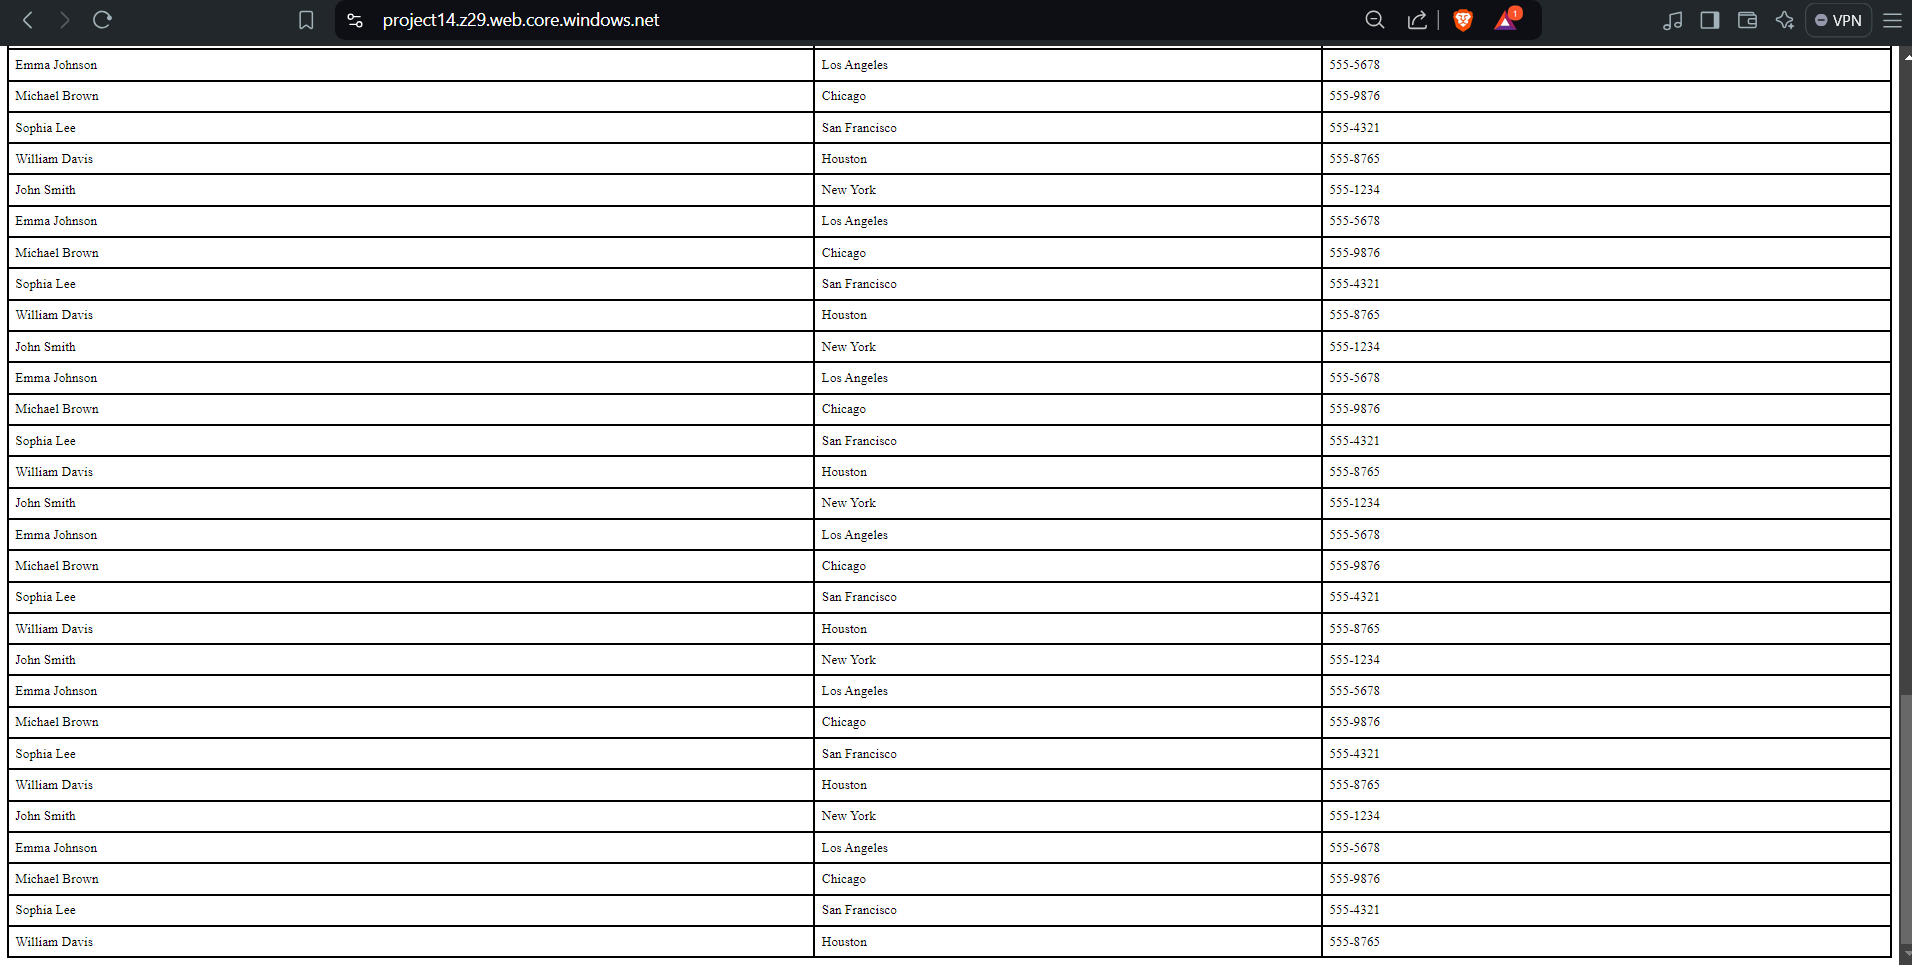 project14.z29.web.core.windows.net 1 VPN
Emma Johnson Los Angeles 555-5678
Michael Brown Chicago 555-9876
Sophia Lee San Francisco 555-4321
William Davis Houston 555-8765
John Smith New York 555-1234
Emma Johnson Los Angeles 555-5678
Michael Brown Chicago 555-9876
Sophia Lee San Francisco 555-4321
William Davis Houston 555-8765
John Smith New York 555-1234
Emma Johnson Los Angeles 555-5678
Michael Brown Chicago 555-9876
Sophia Lee San Francisco 555-4321
William Davis Houston 555-8765
John Smith New York 555-1234
Emma Johnson Los Angeles 555-5678
Michael Brown Chicago 555-9876
Sophia Lee San Francisco 555-4321
William Davis Houston 555-8765
John Smith New York 555-1234
Emma Johnson Los Angeles 555-5678
Michael Brown Chicago 555-9876
Sophia Lee San Francisco 555-4321
William Davis Houston 555-8765
John Smith New York 555-1234
Emma Johnson Los Angeles 555-5678
Michael Brown Chicago 555-9876
Sophia Lee San Francisco 555-4321
William Davis Houston 555-8765